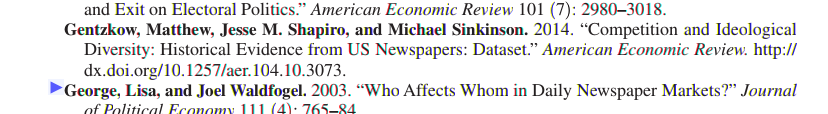 and Exit on Electoral Politics.” American Economic Review 101 (7): 2980–3018.
Gentzkow, Matthew, Jesse M. Shapiro, and Michael Sinkinson. 2014. “Competition and Ideological
Diversity: Historical Evidence from US Newspapers: Dataset.” American Economic Review. http://
dx.doi.org/10.1257/aer.104.10.3073.
George, Lisa, and Joel Waldfogel. 2003. “Who Affects Whom in Daily Newspaper Markets?” Journal
of Political Economy 111 (4): 765–84